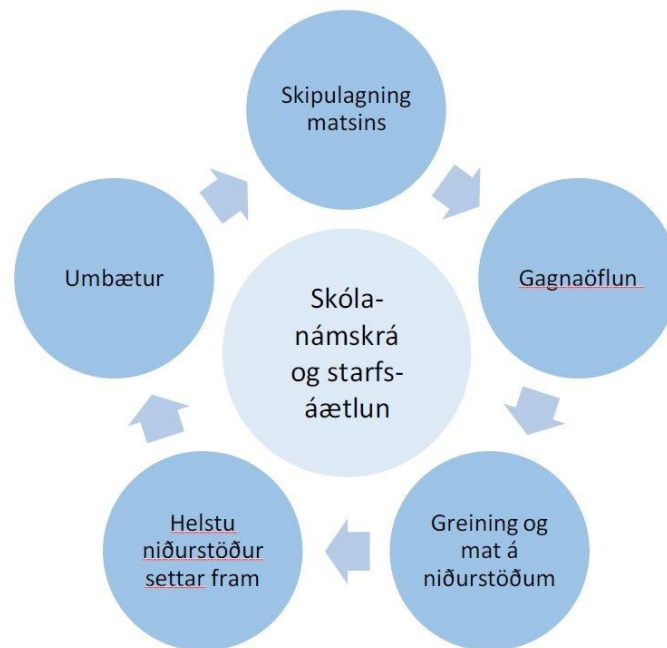 Skipulagning
matsins
Gagnaöflun
Greining og
mat á
niðurstöðum
Helstu
niðurstöður
settar fram
Umbætur
Skóla-
námskrá
og starfs-
áætlun